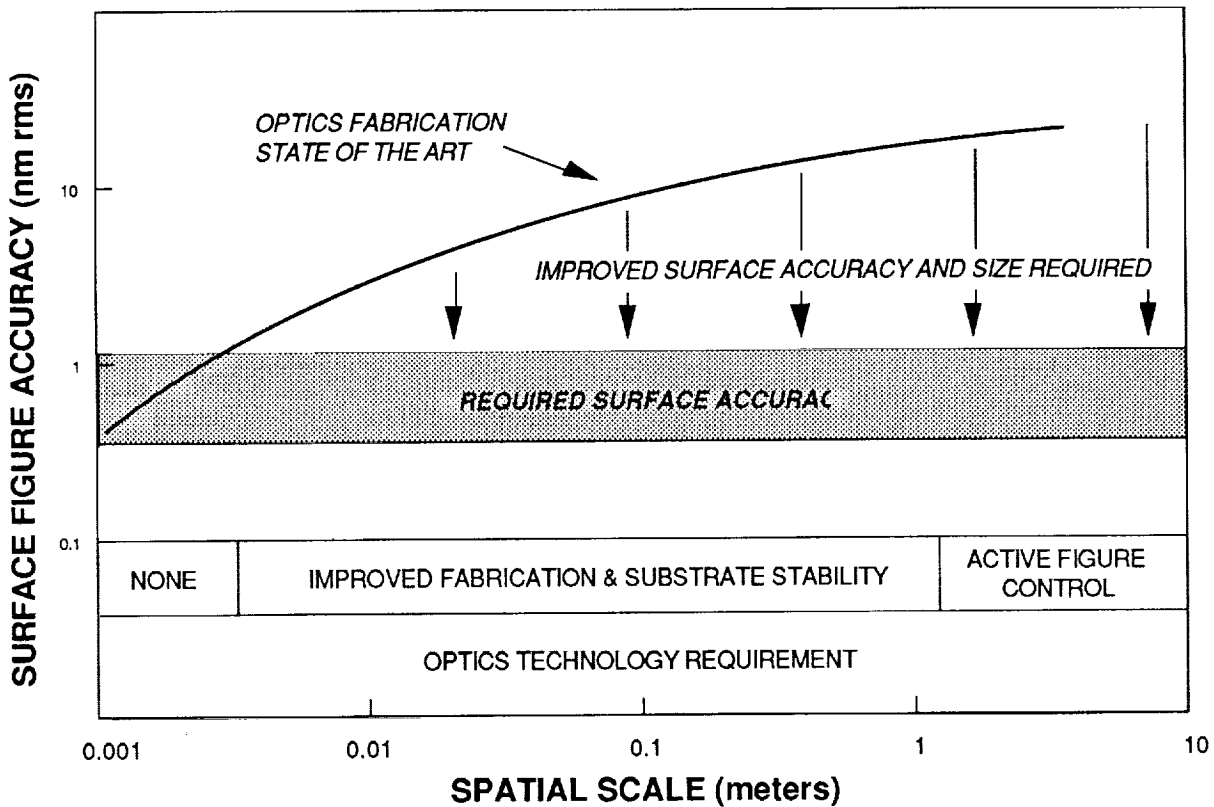 SURFACE FIGURE ACCURACY (nm rms)
OPTICS FABRICATION
STATE OF THE ART
10
IMPROVED SURFACE ACCURACY AND SIZE REQUIRED
1
REQUIRED SURFACE ACCURAC
0.1
NONE
IMPROVED FABRICATION & SUBSTRATE STABILITY
ACTIVE FIGURE
CONTROL
OPTICS TECHNOLOGY REQUIREMENT
0.001
0.01
0.1
1
10
SPATIAL SCALE (meters)